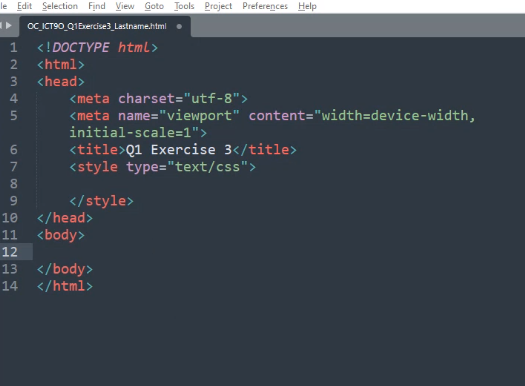 le Edit Selection Find View Goto Tools Project Preferences Help
OC_ICT9O_Q1Exercise3_Lastname.html
1 <!DOCTYPE html>
2 <html>
3 <head>
4 <meta charset="utf-8">
5 <meta name="viewport" content="width=device-width,
initial-scale=1">
6 <title>Q1 Exercise 3</title>
7 <style type="text/css">
8
9 </style>
10 </head>
11 <body>
12
13 </body>
14 </html>